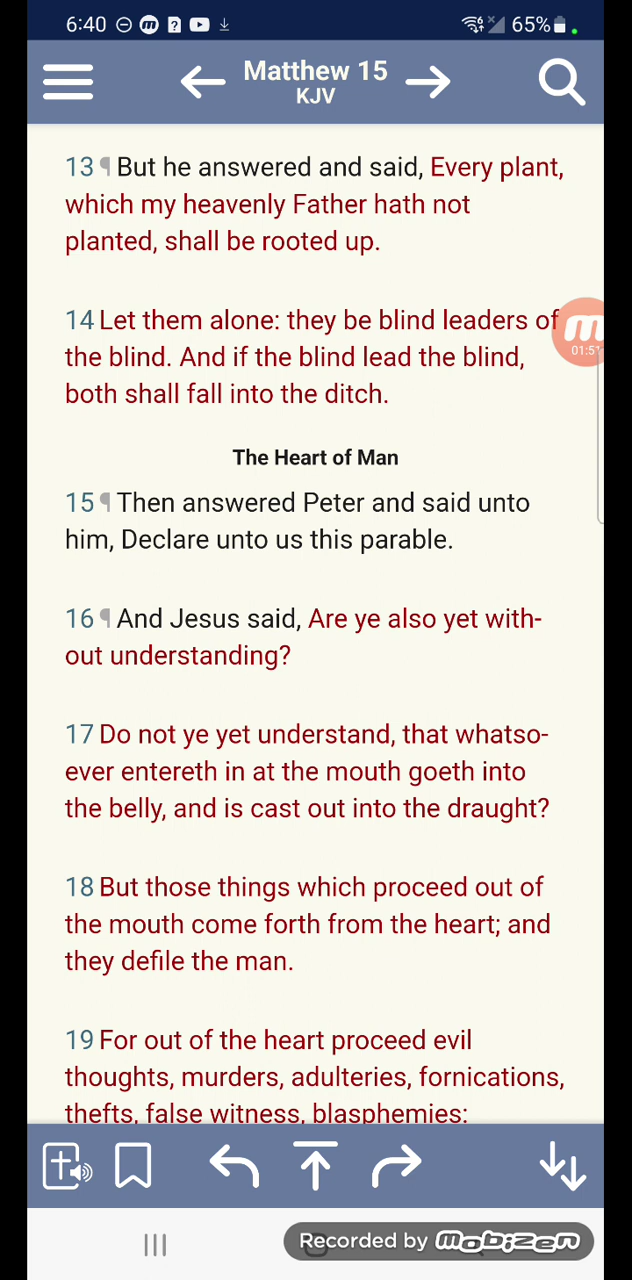 6:40 65%
Matthew 15
KJV
13 ¶ But he answered and said, Every plant,
which my heavenly Father hath not
planted, shall be rooted up.
14 Let them alone: they be blind leaders of
the blind. And if the blind lead the blind,
both shall fall into the ditch.
m
01:51
The Heart of Man
15 ¶ Then answered Peter and said unto
him, Declare unto us this parable.
16 ¶ And Jesus said, Are ye also yet with-
out understanding?
17 Do not ye yet understand, that whatso-
ever entereth in at the mouth goeth into
the belly, and is cast out into the draught?
18 But those things which proceed out of
the mouth come forth from the heart; and
they defile the man.
19 For out of the heart proceed evil
thoughts, murders, adulteries, fornications,
thefts, false witness, blasphemies:
Recorded by mobizen